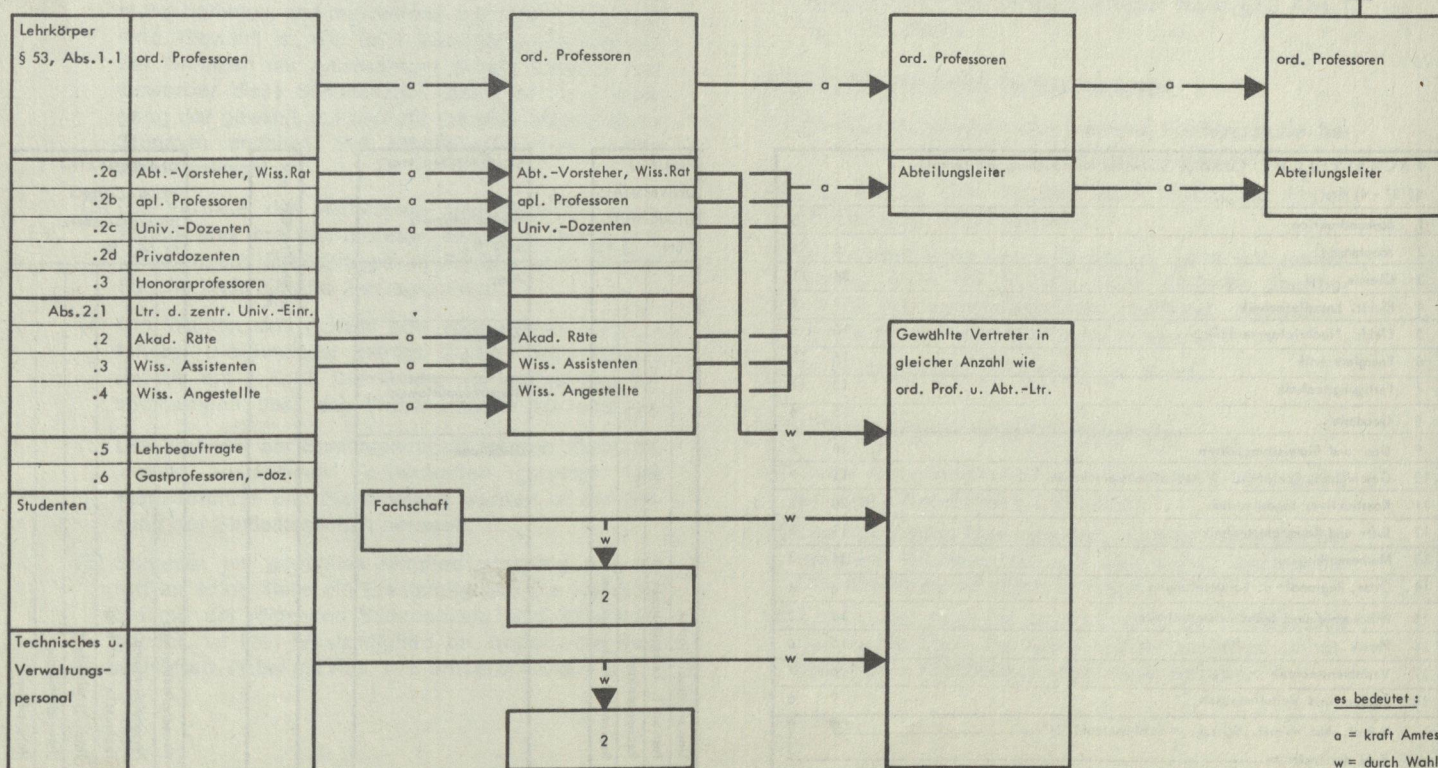 Lehrkörper
§ 53, Abs.1.1 ord. Professoren
a
ord. Professoren
a
ord. Professoren
a
ord. Professoren
.2a Abt.-Vorsteher, Wiss.Rat
a
Abt.-Vorsteher, Wiss.Rat
a
Abteilungsleiter
a
Abteilungsleiter
.2b apl. Professoren
a
apl. Professoren
.2c Univ.-Dozenten
a
Univ.-Dozenten
.2d Privatdozenten
.3 Honorarprofessoren
Abs.2.1 Ltr. d. zentr. Univ.-Einr.
.2 Akad. Räte
a
Akad. Räte
.3 Wiss. Assistenten
a
Wiss. Assistenten
.4 Wiss. Angestellte
a
Wiss. Angestellte
.5 Lehrbeauftragte
.6 Gastprofessoren, -doz.
Gewählte Vertreter in
gleicher Anzahl wie
ord. Prof. u. Abt.-Ltr.
w
Studenten
Fachschaft
w
w
2
Technisches u.
Verwaltungs-
personal
w
w
2
es bedeutet :
a = kraft Amtes
w = durch Wahl